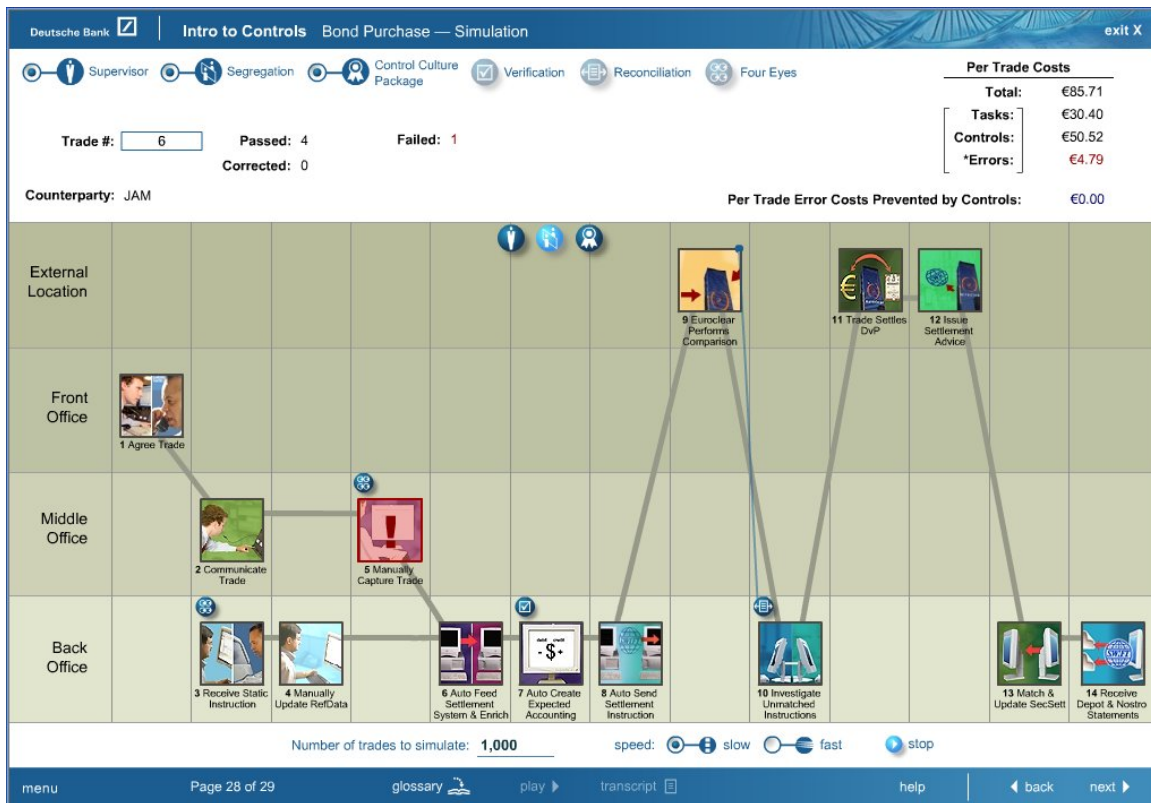 Deutsche Bank
Intro to Controls Bond Purchase — Simulation
exit X
Supervisor
Segregation
Control Culture
Package
Verification
Reconciliation
Four Eyes
Per Trade Costs
Total: €85.71
Tasks: €30.40
Controls: €50.52
*Errors: €4.79
Trade #: 6
Passed: 4
Failed: 1
Corrected: 0
Counterparty: JAM
Per Trade Error Costs Prevented by Controls: €0.00
External
Location
9 Euroclear
Performs
Comparison
11 Trade Settles
DvP
12 Issue
Settlement
Advice
Front
Office
1 Agree Trade
Middle
Office
2 Communicate
Trade
5 Manually
Capture Trade
Back
Office
3 Receive Static
Instruction
4 Manually
Update RefData
6 Auto Feed
Settlement
System & Enrich
debit credit
- $ +
7 Auto Create
Expected
Accounting
8 Auto Send
Settlement
Instruction
10 Investigate
Unmatched
Instructions
13 Match &
Update SecSett
SWIFT
14 Receive
Depot & Nostro
Statements
Number of trades to simulate: 1,000
speed: slow fast
stop
menu
Page 28 of 29
glossary
play
transcript
help
back
next